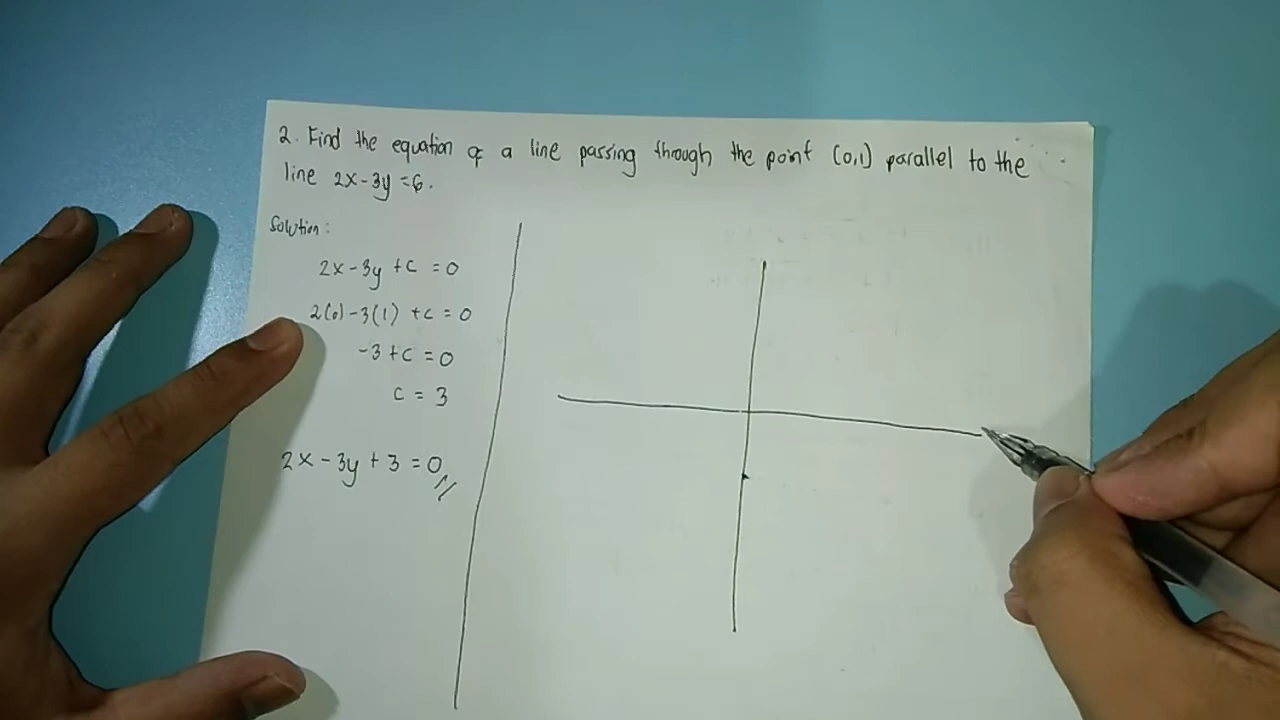 2. Find the equation of a line passing through the point (0,1) parallel to the
line 2x-3y=6.
Solution:
2x-3y+c=0
2(0)-3(1)+c=0
-3+c=0
c=3
2x-3y+3=0//